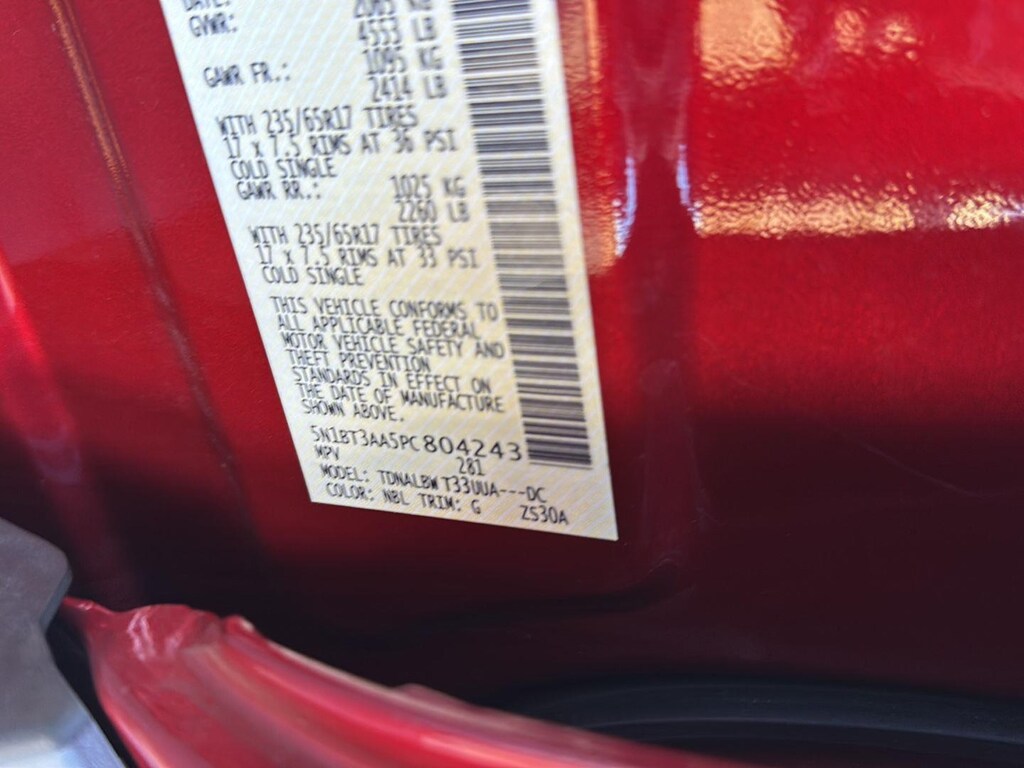 DATE:
GVWR: 2065 KG
4553 LB
GAWR FR.: 1095 KG
2414 LB
WITH 235/65R17 TIRES
17 x 7.5 RIMS AT 36 PSI
COLD SINGLE
GAWR RR.: 1025 KG
2260 LB
WITH 235/65R17 TIRES
17 x 7.5 RIMS AT 33 PSI
COLD SINGLE
THIS VEHICLE CONFORMS TO
ALL APPLICABLE FEDERAL
MOTOR VEHICLE SAFETY AND
THEFT PREVENTION
STANDARDS IN EFFECT ON
THE DATE OF MANUFACTURE
SHOWN ABOVE.
5N1BT3AA5PC804243
MPV 281
MODEL: TDNALBW T33UUA---DC
COLOR: NBL TRIM: G ZS30A